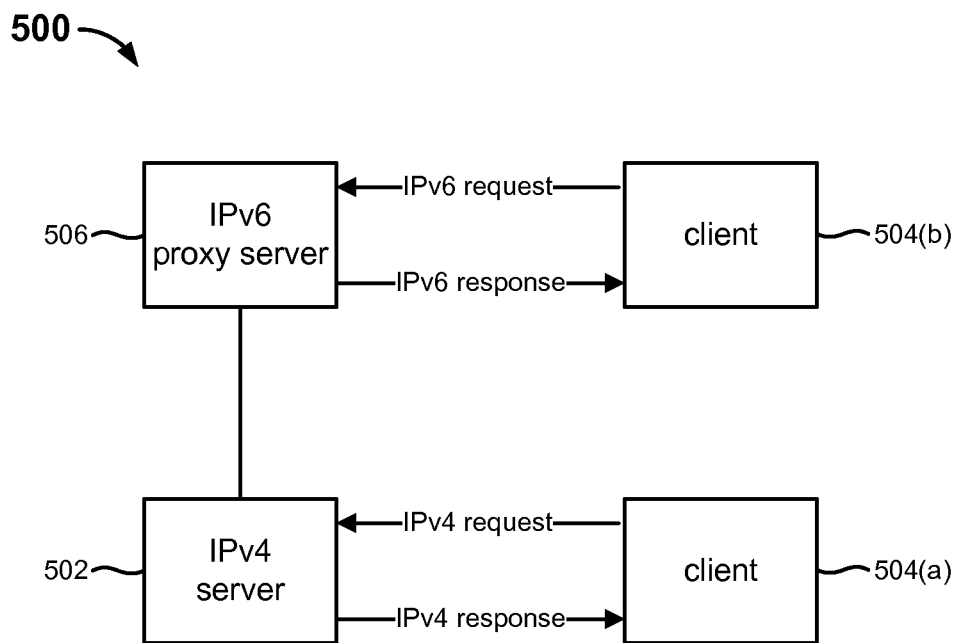 500
IPv6 request
IPv6
proxy server
506
client
504(b)
IPv6 response
IPv4 request
IPv4
server
502
client
504(a)
IPv4 response